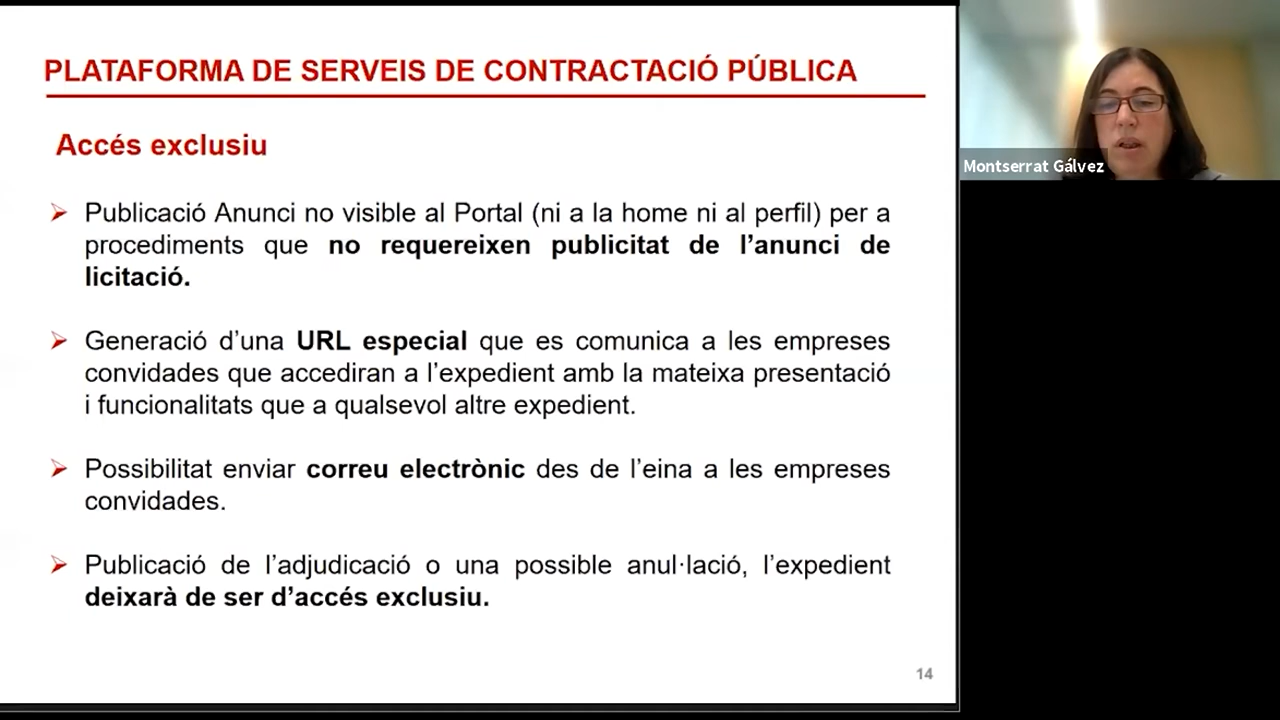 PLATAFORMA DE SERVEIS DE CONTRACTACIÓ PÚBLICA
Accés exclusiu
Publicació Anunci no visible al Portal (ni a la home ni al perfil) per a
procediments que no requereixen publicitat de l’anunci de
licitació.
Generació d’una URL especial que es comunica a les empreses
convidades que accediran a l’expedient amb la mateixa presentació
i funcionalitats que a qualsevol altre expedient.
Possibilitat enviar correu electrònic des de l’eina a les empreses
convidades.
Publicació de l’adjudicació o una possible anul·lació, l’expedient
deixarà de ser d’accés exclusiu.
14
Montserrat Gálvez